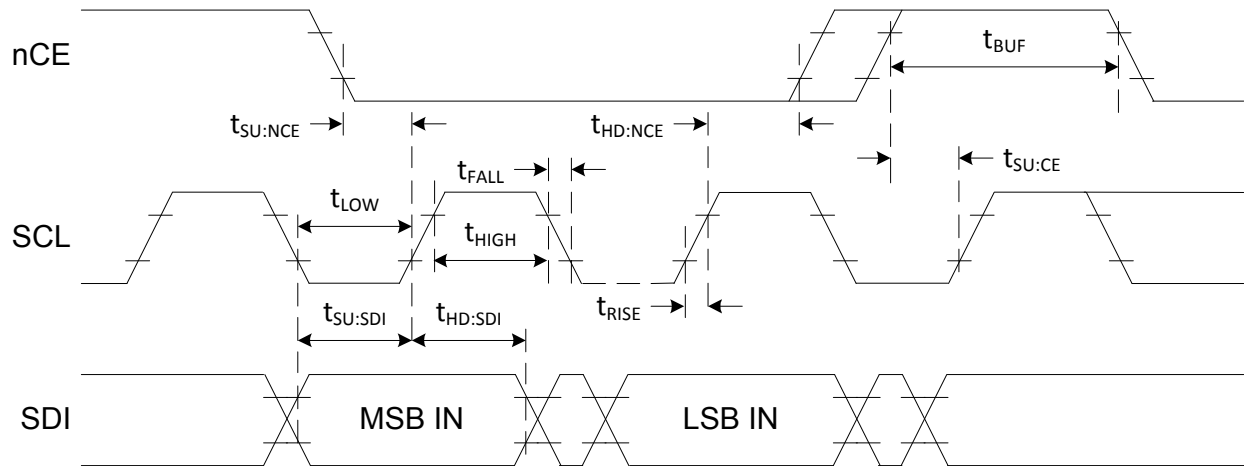 nCE
tBUF
tSU:NCE
tHD:NCE
tSU:CE
tFALL
tLOW
SCL
tHIGH
tSU:SDI
tHD:SDI
tRISE
SDI
MSB IN
LSB IN